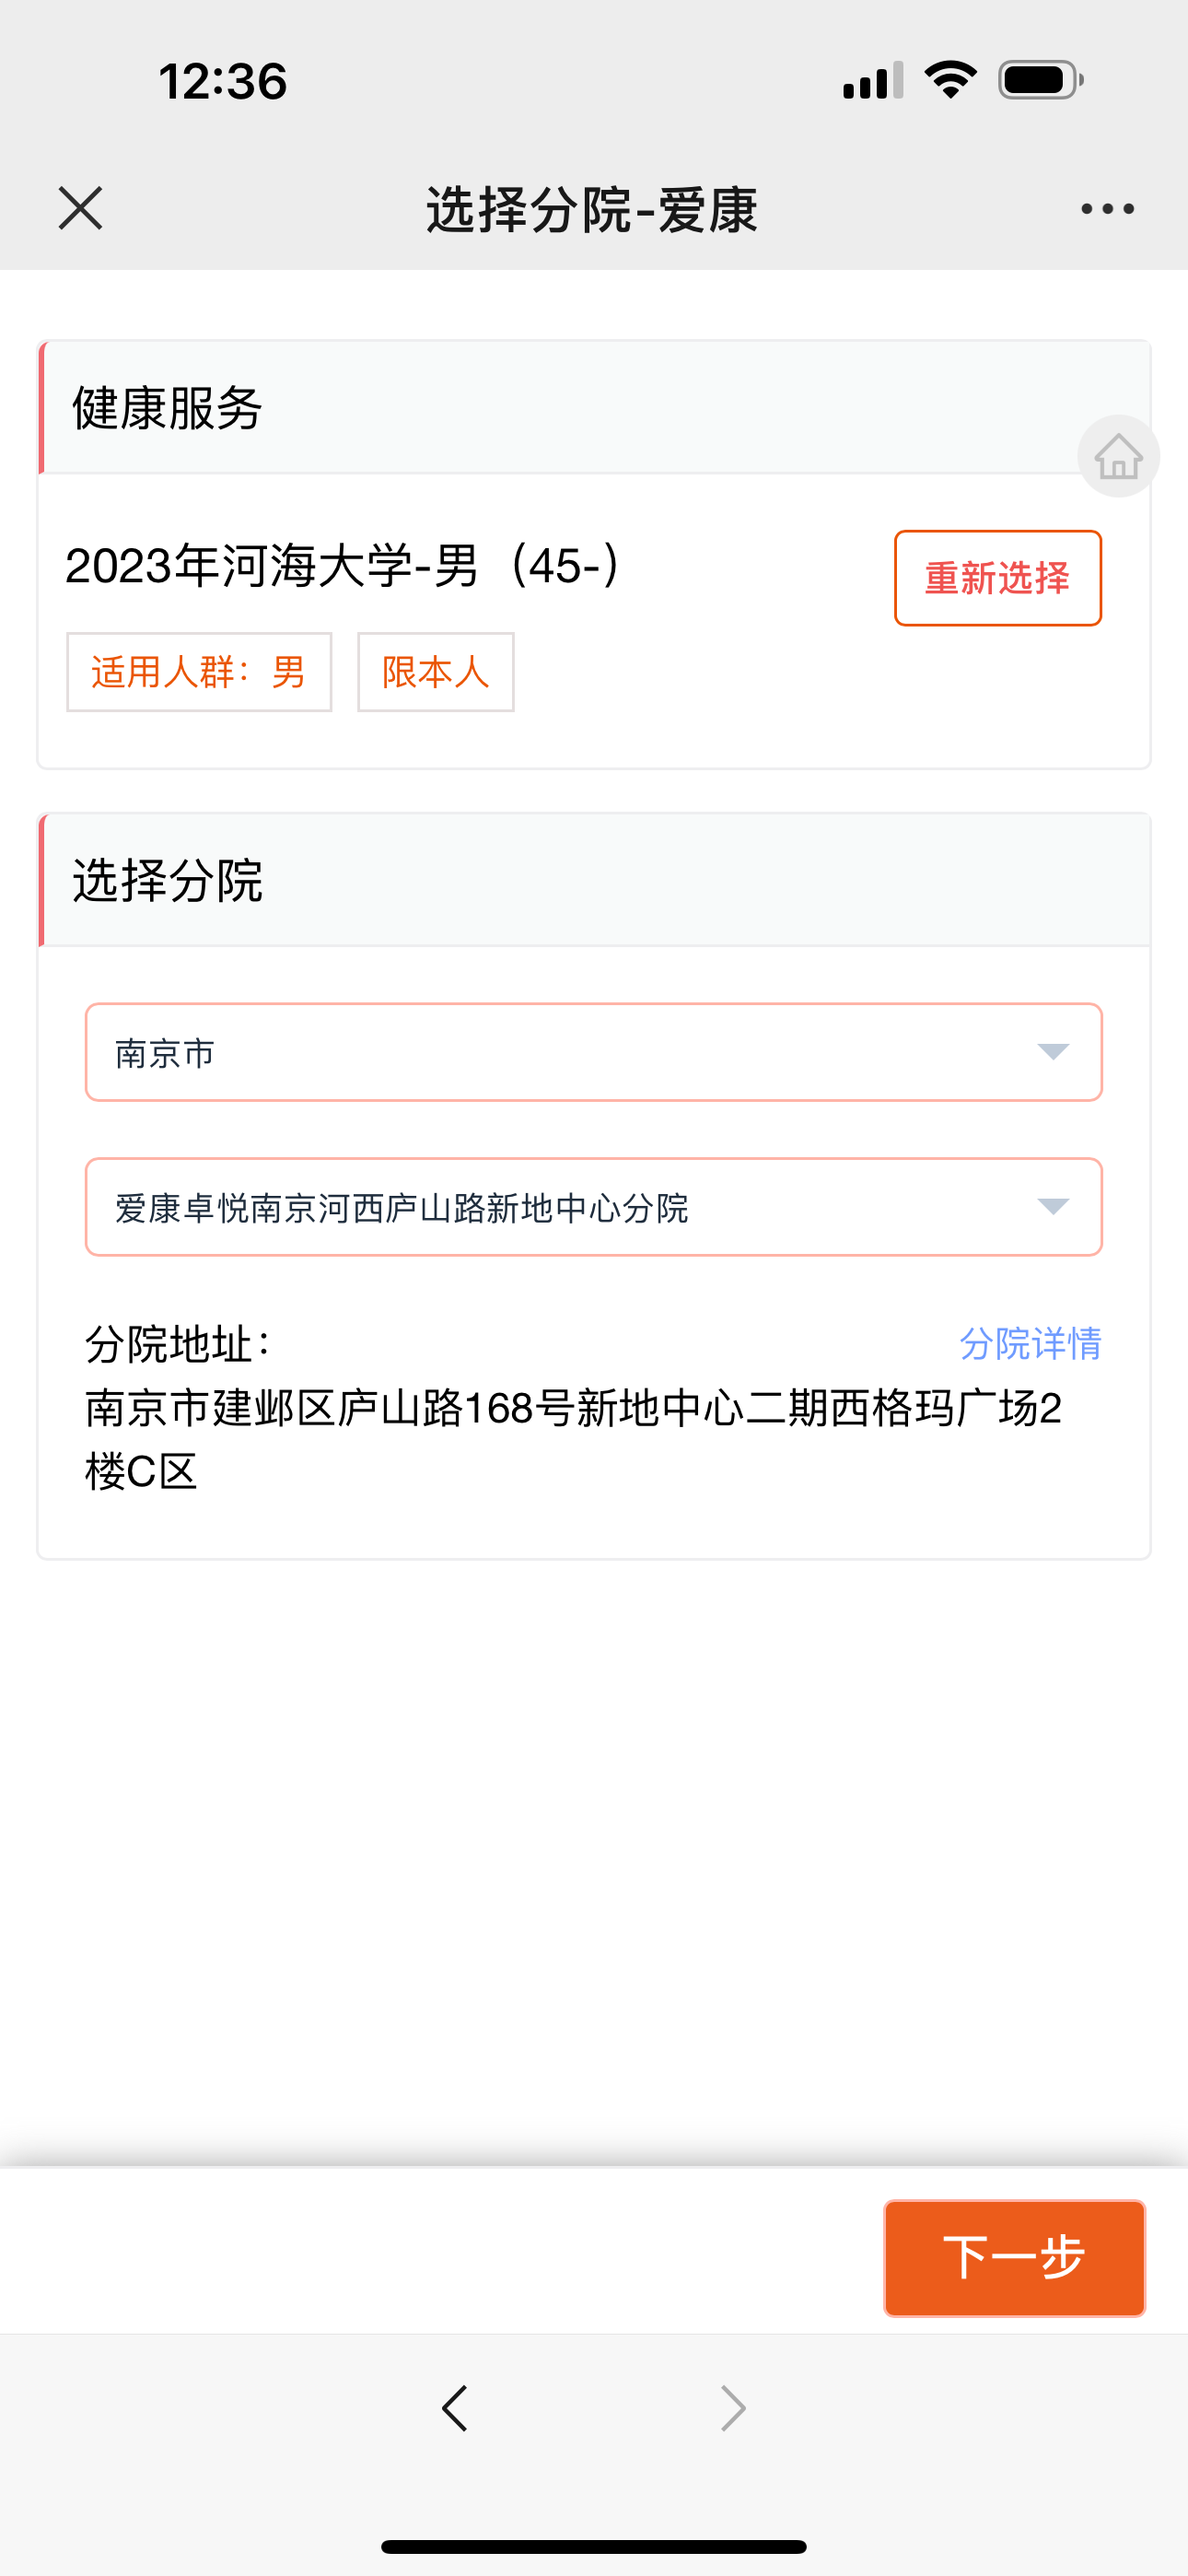 12:36
选择分院-爱康
健康服务
2023年河海大学-男（45-）
重新选择
适用人群：男
限本人
选择分院
南京市
爱康卓悦南京河西庐山路新地中心分院
分院地址：
分院详情
南京市建邺区庐山路168号新地中心二期西格玛广场2
楼C区
下一步